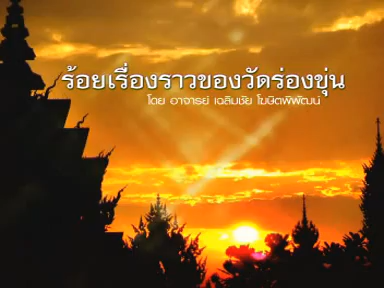 ร้อยเรื่องราวของวัดร่องขุ่น
โดย อาจารย์ เฉลิมชัย โฆษิตพิพัฒน์